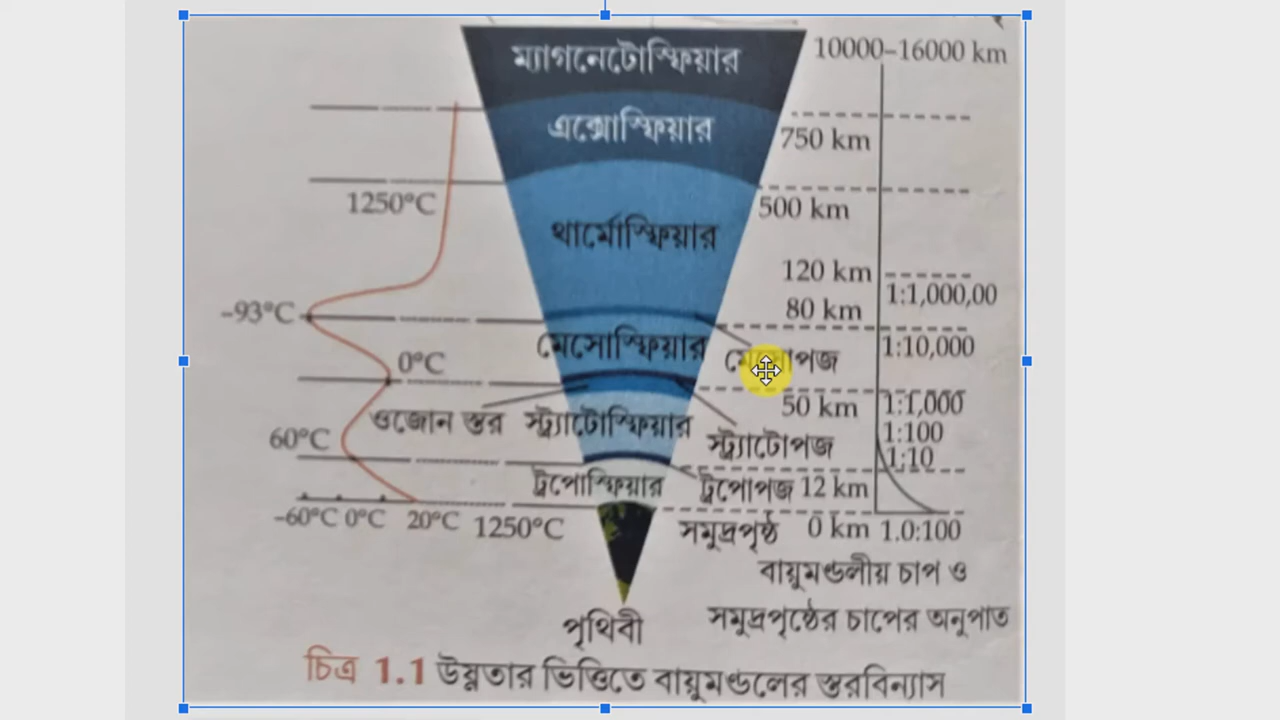 ম্যাগনেটোস্ফিয়ার
10000–16000 km
এক্সোস্ফিয়ার
750 km
1250°C
500 km
থার্মোস্ফিয়ার
120 km
1:1,000,00
–93°C
80 km
মেসোস্ফিয়ার
1:10,000
0°C
50 km
1:1,000
ওজোন স্তর
স্ট্র্যাটোস্ফিয়ার
1:100
60°C
স্ট্র্যাটোপজ
1:10
ট্রপোস্ফিয়ার
ট্রপোপজ 12 km
–60°C 0°C 20°C 1250°C
সমুদ্রপৃষ্ঠ 0 km 1.0:100
বায়ুমণ্ডলীয় চাপ ও
সমুদ্রপৃষ্ঠের চাপের অনুপাত
পৃথিবী
চিত্র 1.1 উষ্ণতার ভিত্তিতে বায়ুমণ্ডলের স্তরবিন্যাস